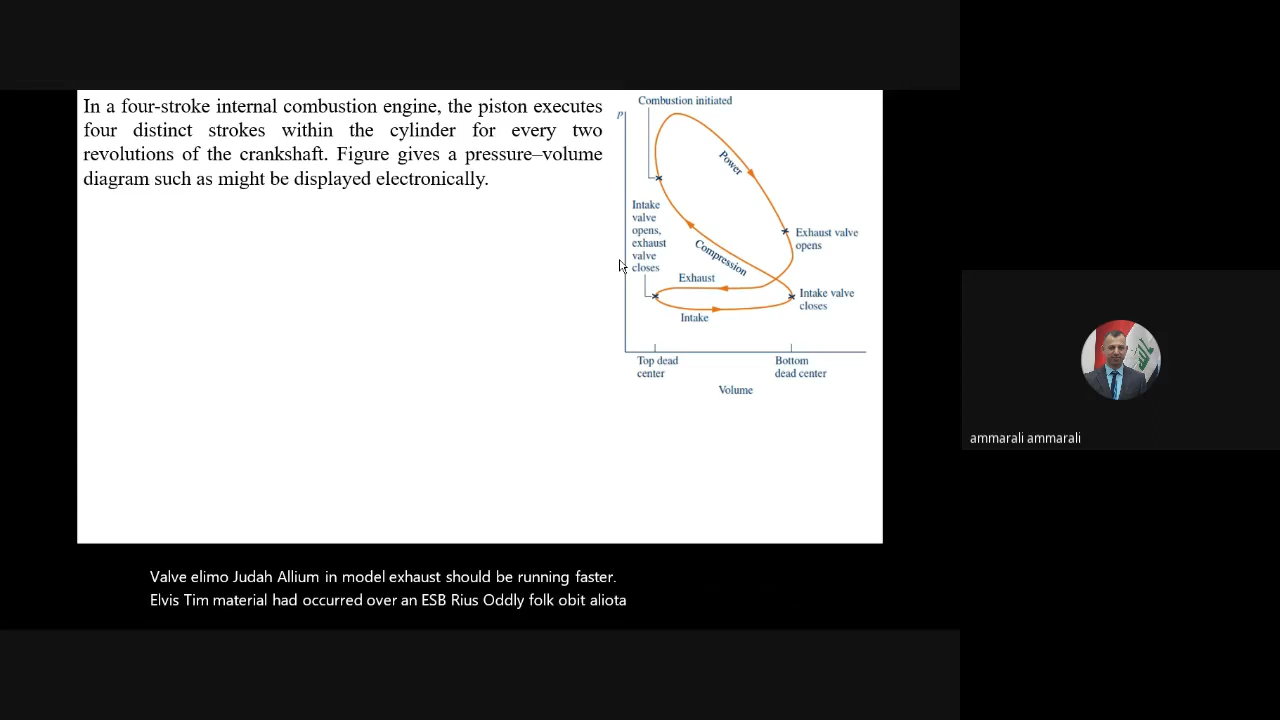 In a four-stroke internal combustion engine, the piston executes
four distinct strokes within the cylinder for every two
revolutions of the crankshaft. Figure gives a pressure–volume
diagram such as might be displayed electronically.
Combustion initiated
p
Power
Intake
valve
opens,
exhaust
valve
closes
Exhaust valve
opens
Compression
Exhaust
Intake valve
closes
Intake
Top dead
center
Bottom
dead center
Volume
ammarali ammarali
Valve elimo Judah Allium in model exhaust should be running faster.
Elvis Tim material had occurred over an ESB Rius Oddly folk obit aliota